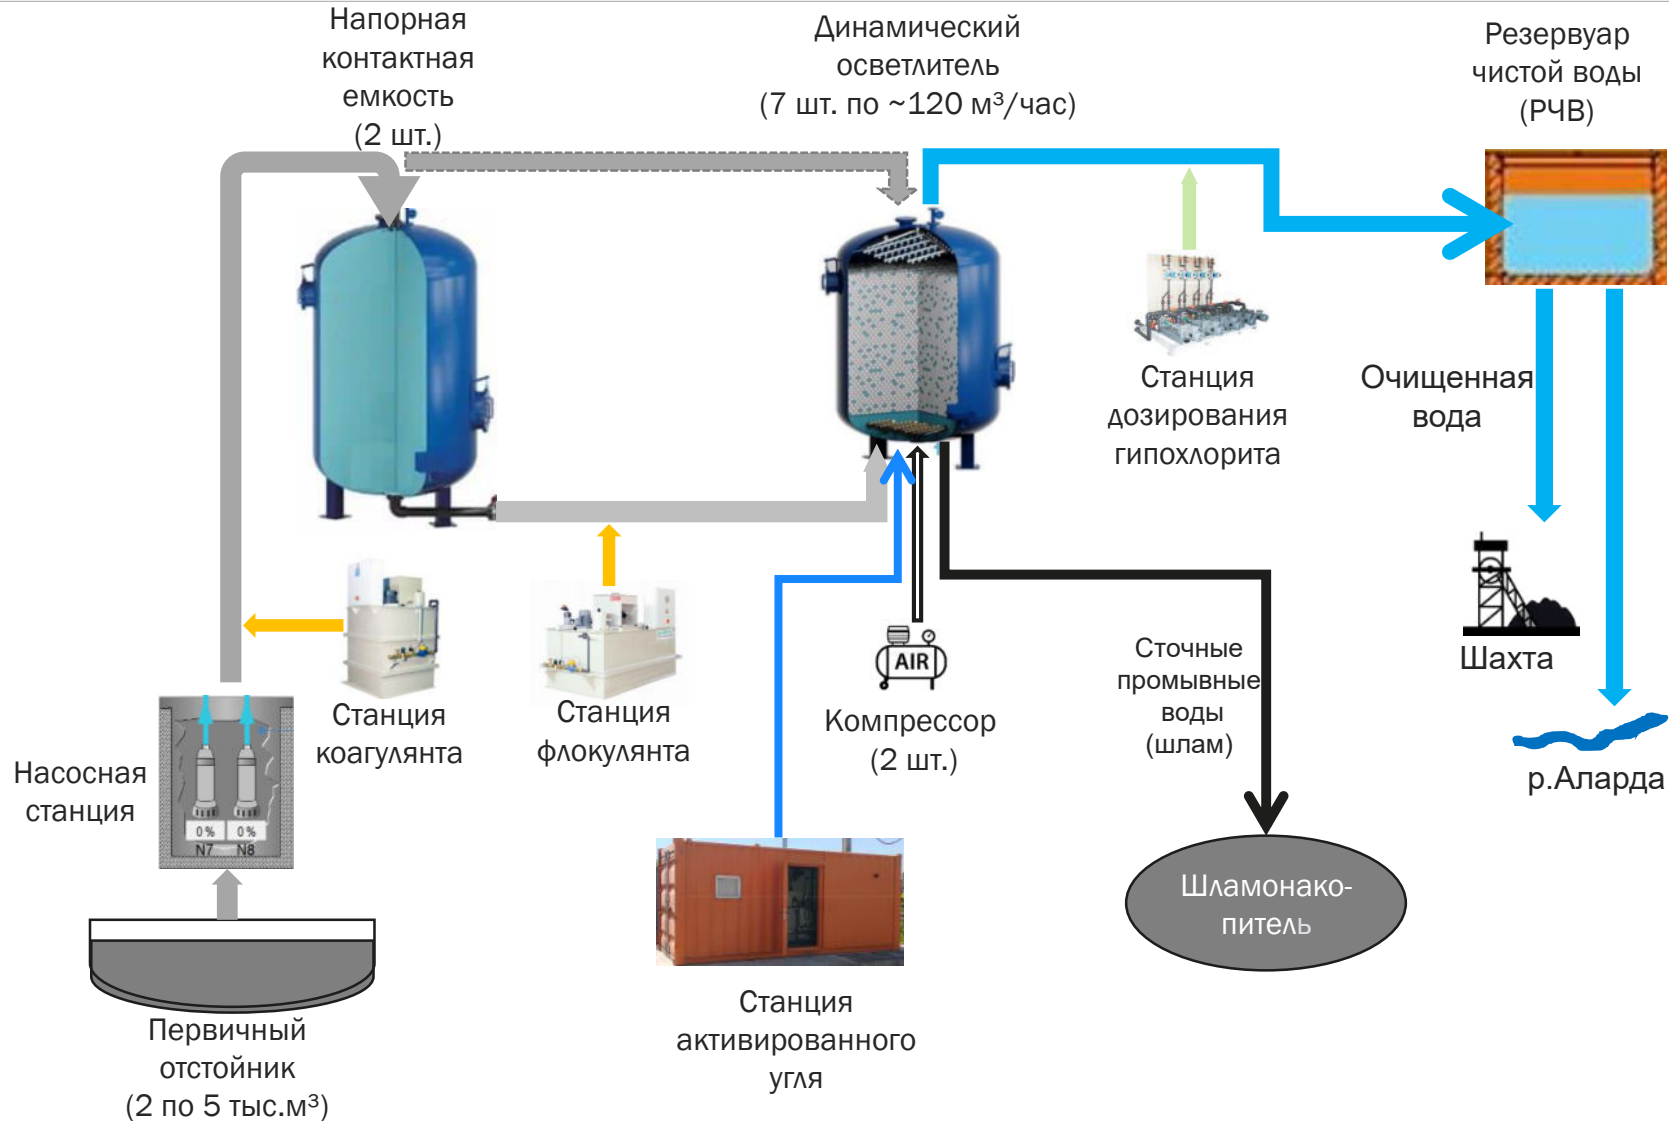 Напорная
контактная
емкость
(2 шт.)
Динамический
осветлитель
(7 шт. по ~120 м³/час)
Резервуар
чистой воды
(РЧВ)
Станция
дозирования
гипохлорита
Очищенная
вода
Шахта
р.Аларда
Станция
коагулянта
Станция
флокулянта
AIR
Компрессор
(2 шт.)
Сточные
промывные
воды
(шлам)
Насосная
станция
0 %
0 %
N7
N8
Шламонако-
питель
Станция
активированного
угля
Первичный
отстойник
(2 по 5 тыс.м³)